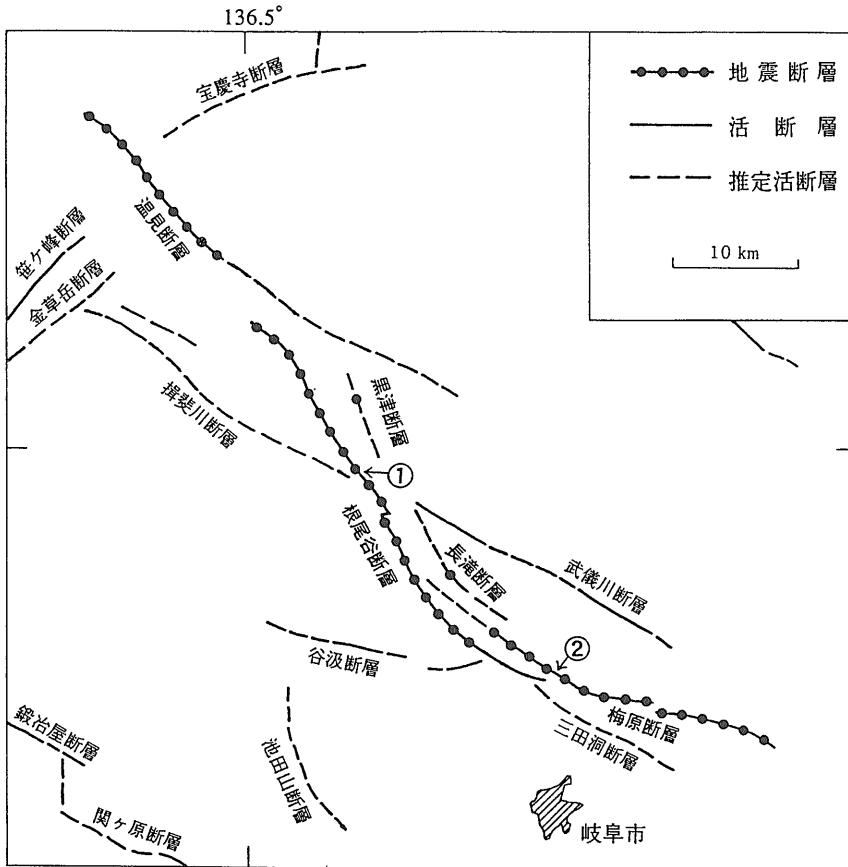 136.5°
地震断層
活断層
推定活断層
10 km
宝慶寺断層
温見断層
笹ヶ峰断層
金草岳断層
揖斐川断層
黒津断層
①
根尾谷断層
長滝断層
武儀川断層
②
谷汲断層
梅原断層
三田洞断層
鍛冶屋断層
池田山断層
関ヶ原断層
岐阜市